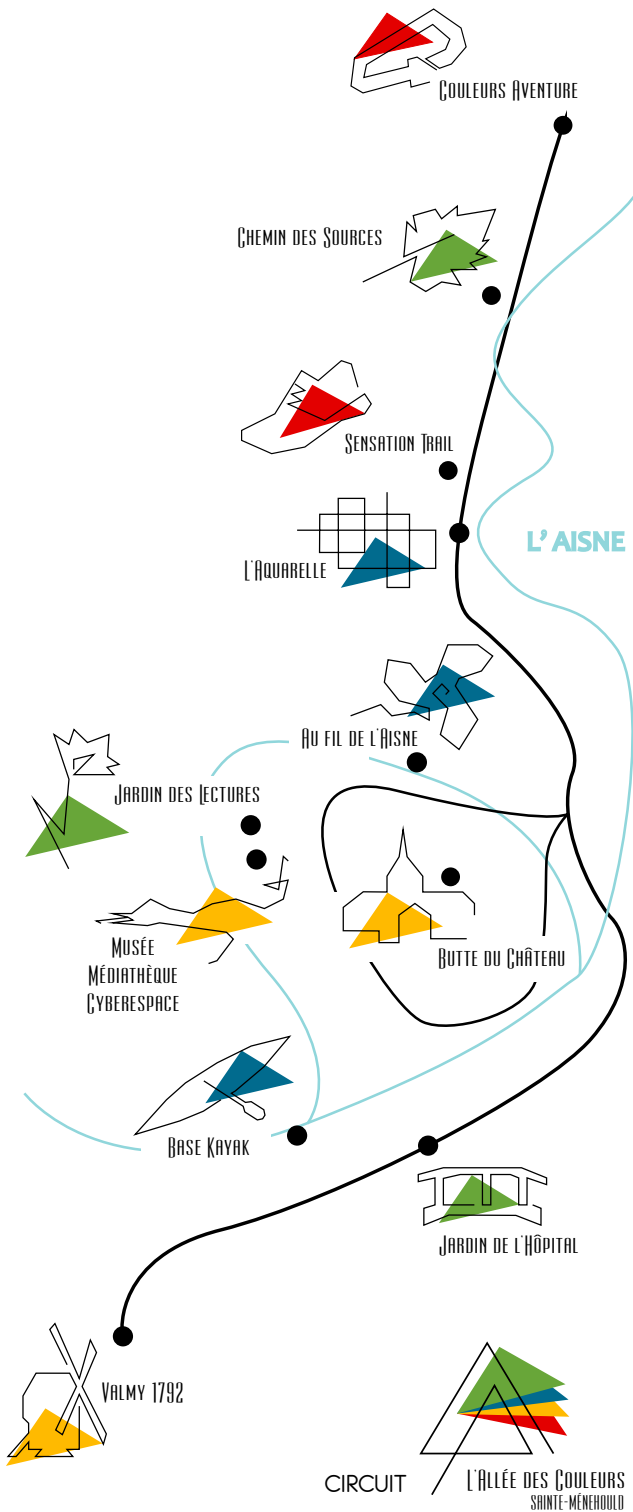 Couleurs Aventure
Chemin des Sources
Sensation Trail
L'AISNE
L'Aquarelle
Au fil de l'Aisne
Jardin des Lectures
Musée
Médiathèque
Cyberespace
Butte du Château
Base Kayak
Jardin de l'Hôpital
Valmy 1792
CIRCUIT
L'Allée des Couleurs
SAINTE-MÉNEHOULD